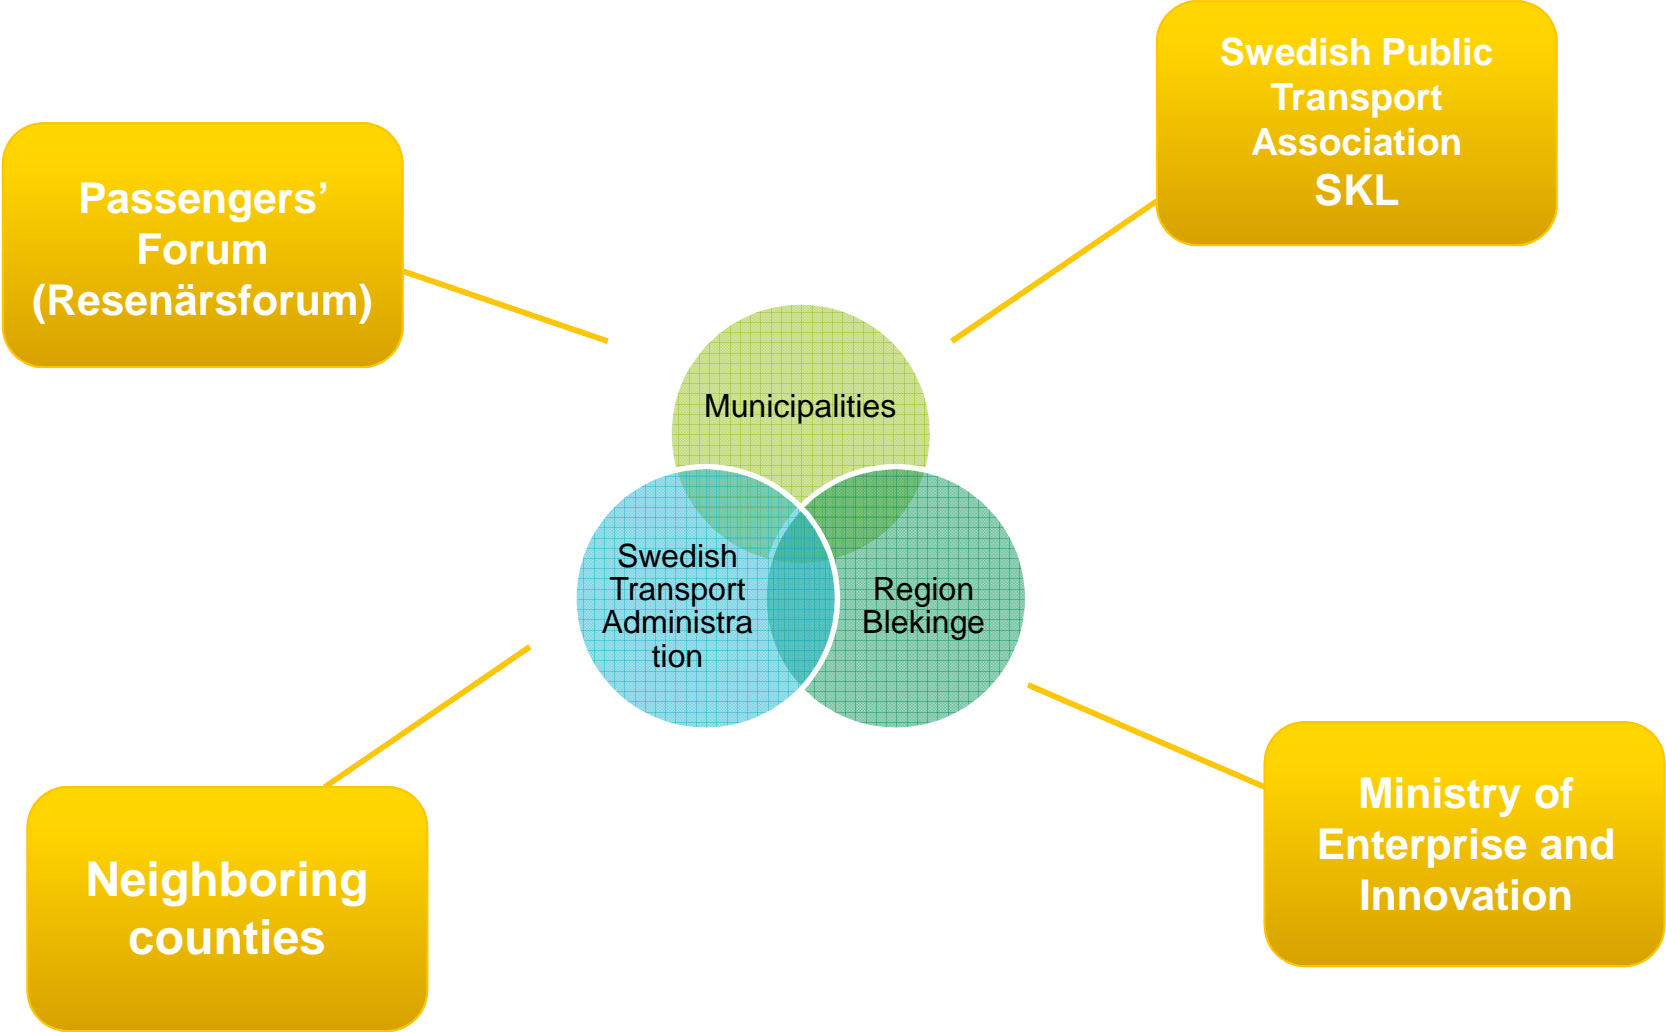 Swedish Public
Transport
Association
SKL
Passengers’
Forum
(Resenärsforum)
Municipalities
Swedish
Transport
Administra
tion
Region
Blekinge
Ministry of
Enterprise and
Innovation
Neighboring
counties